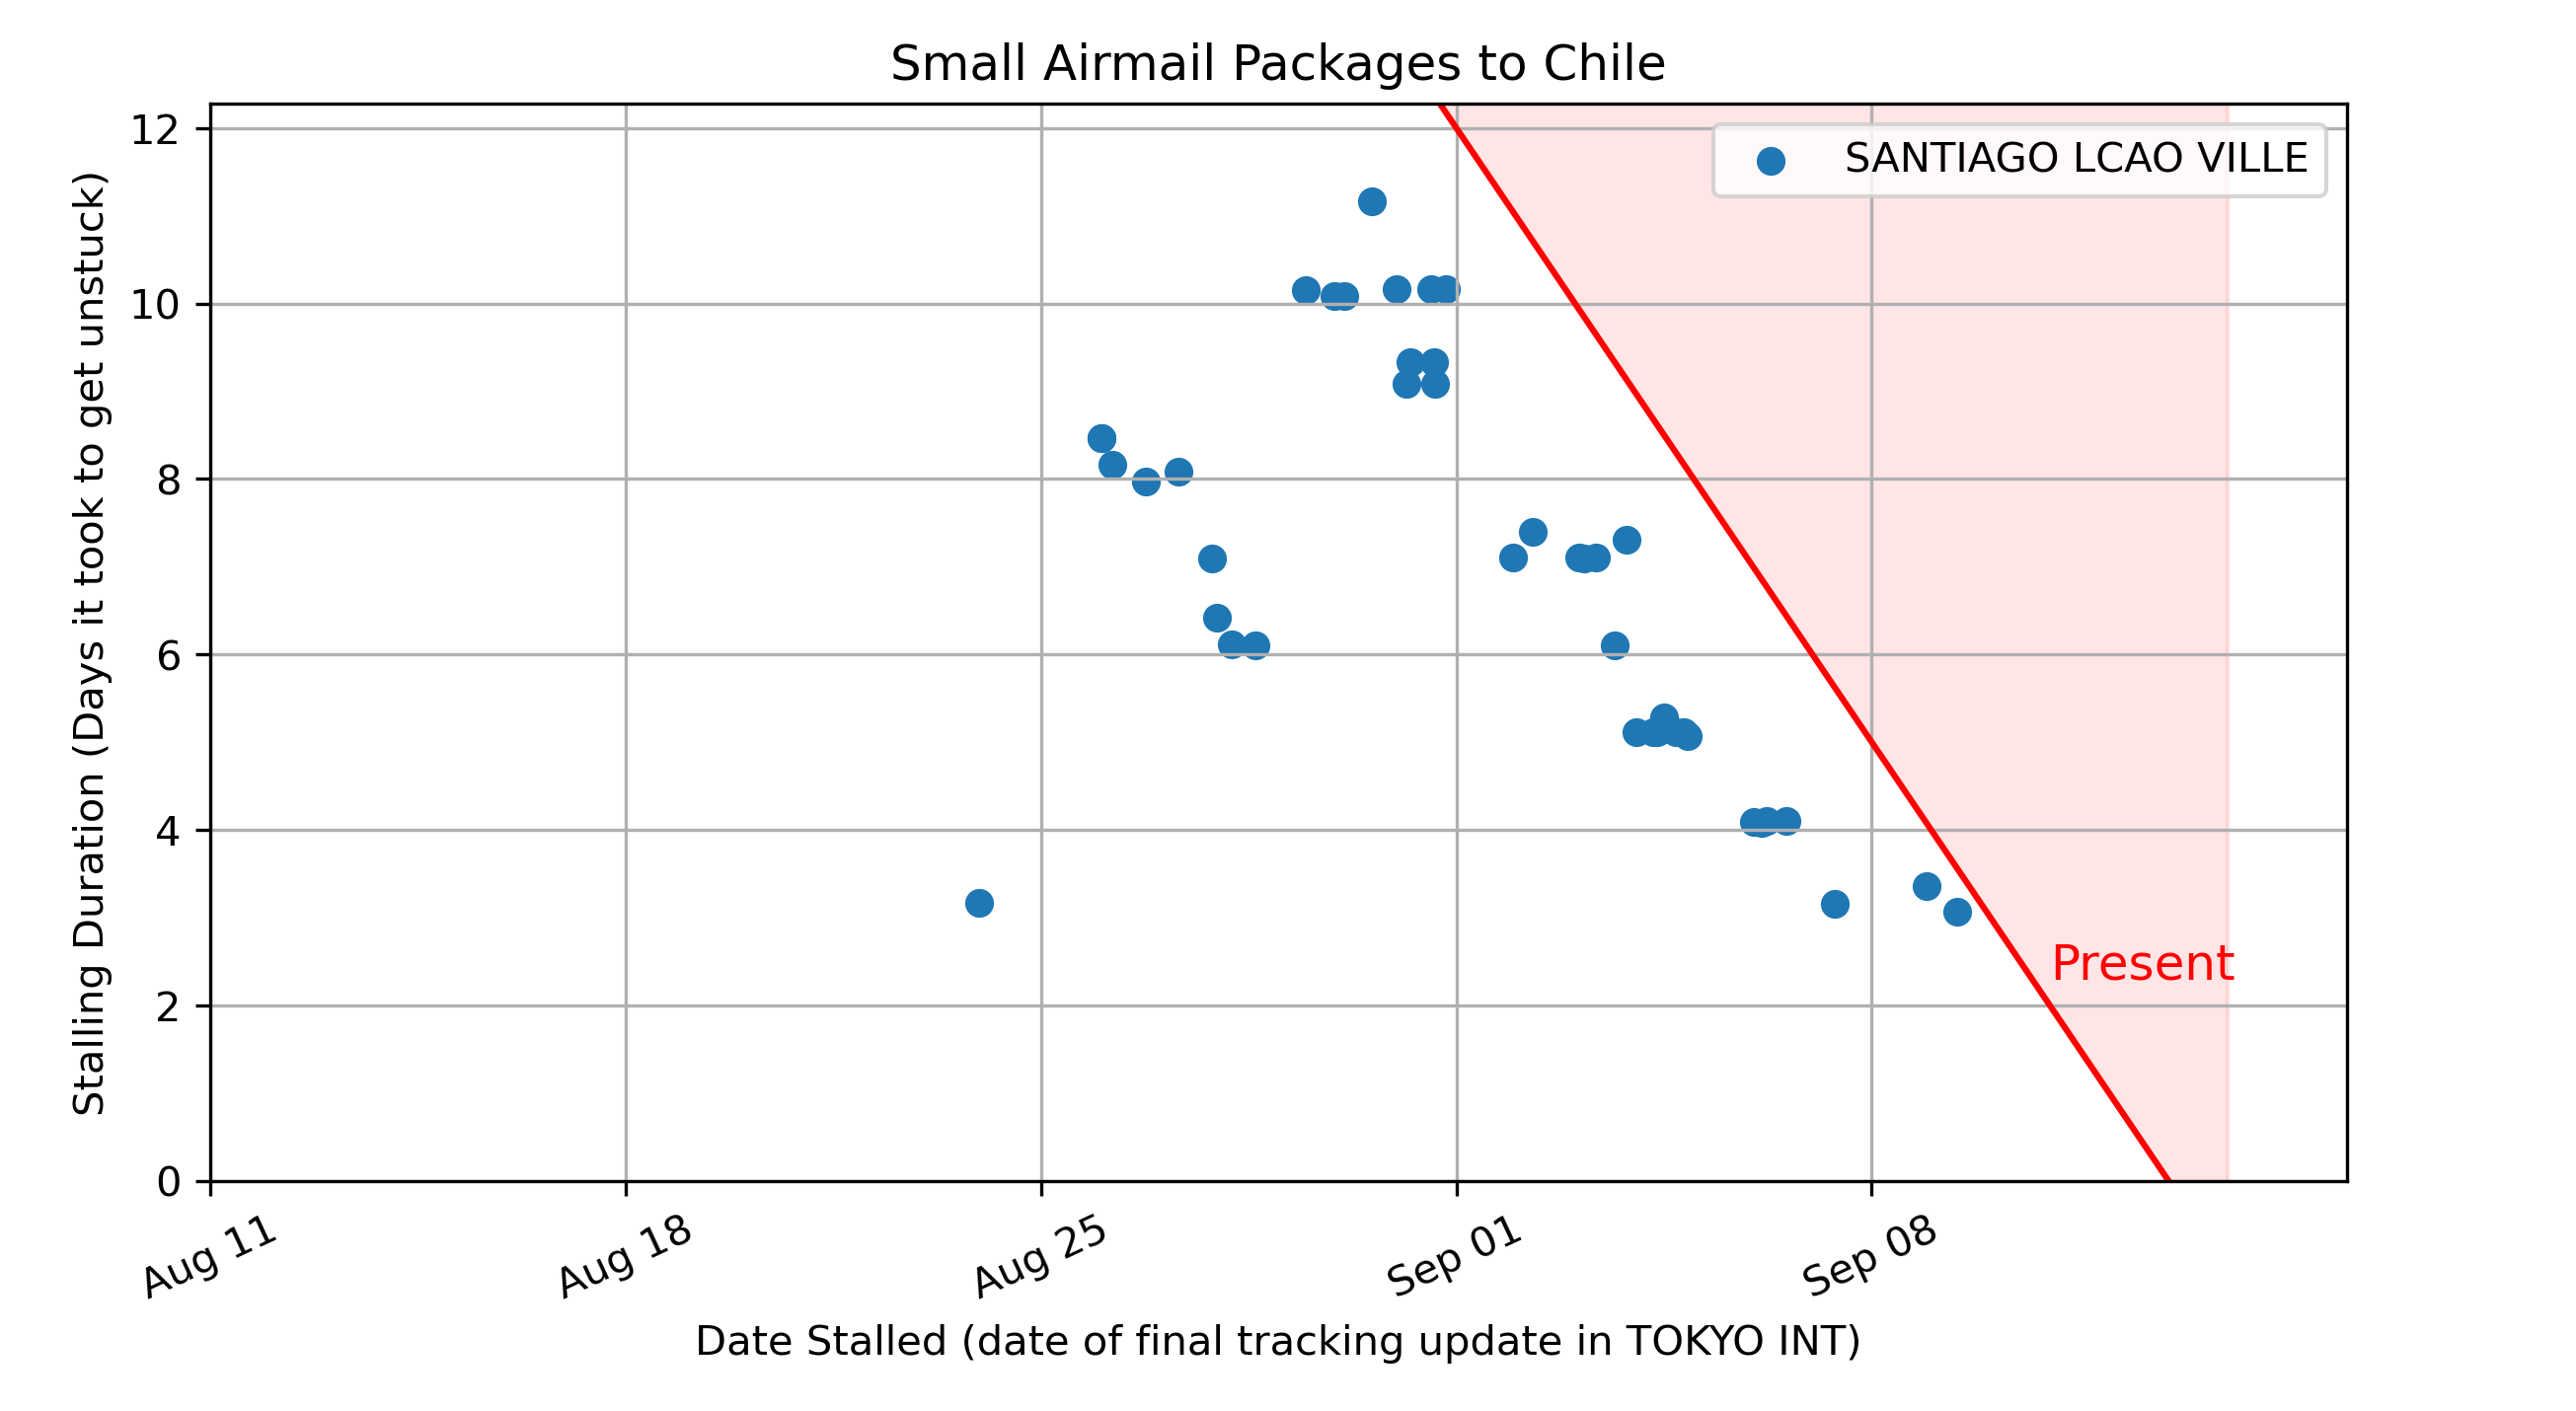 Small Airmail Packages to Chile
SANTIAGO LCAO VILLE
Stalling Duration (Days it took to get unstuck)
12
10
8
6
4
2
0
Present
Aug 11
Aug 18
Aug 25
Sep 01
Sep 08
Date Stalled (date of final tracking update in TOKYO INT)